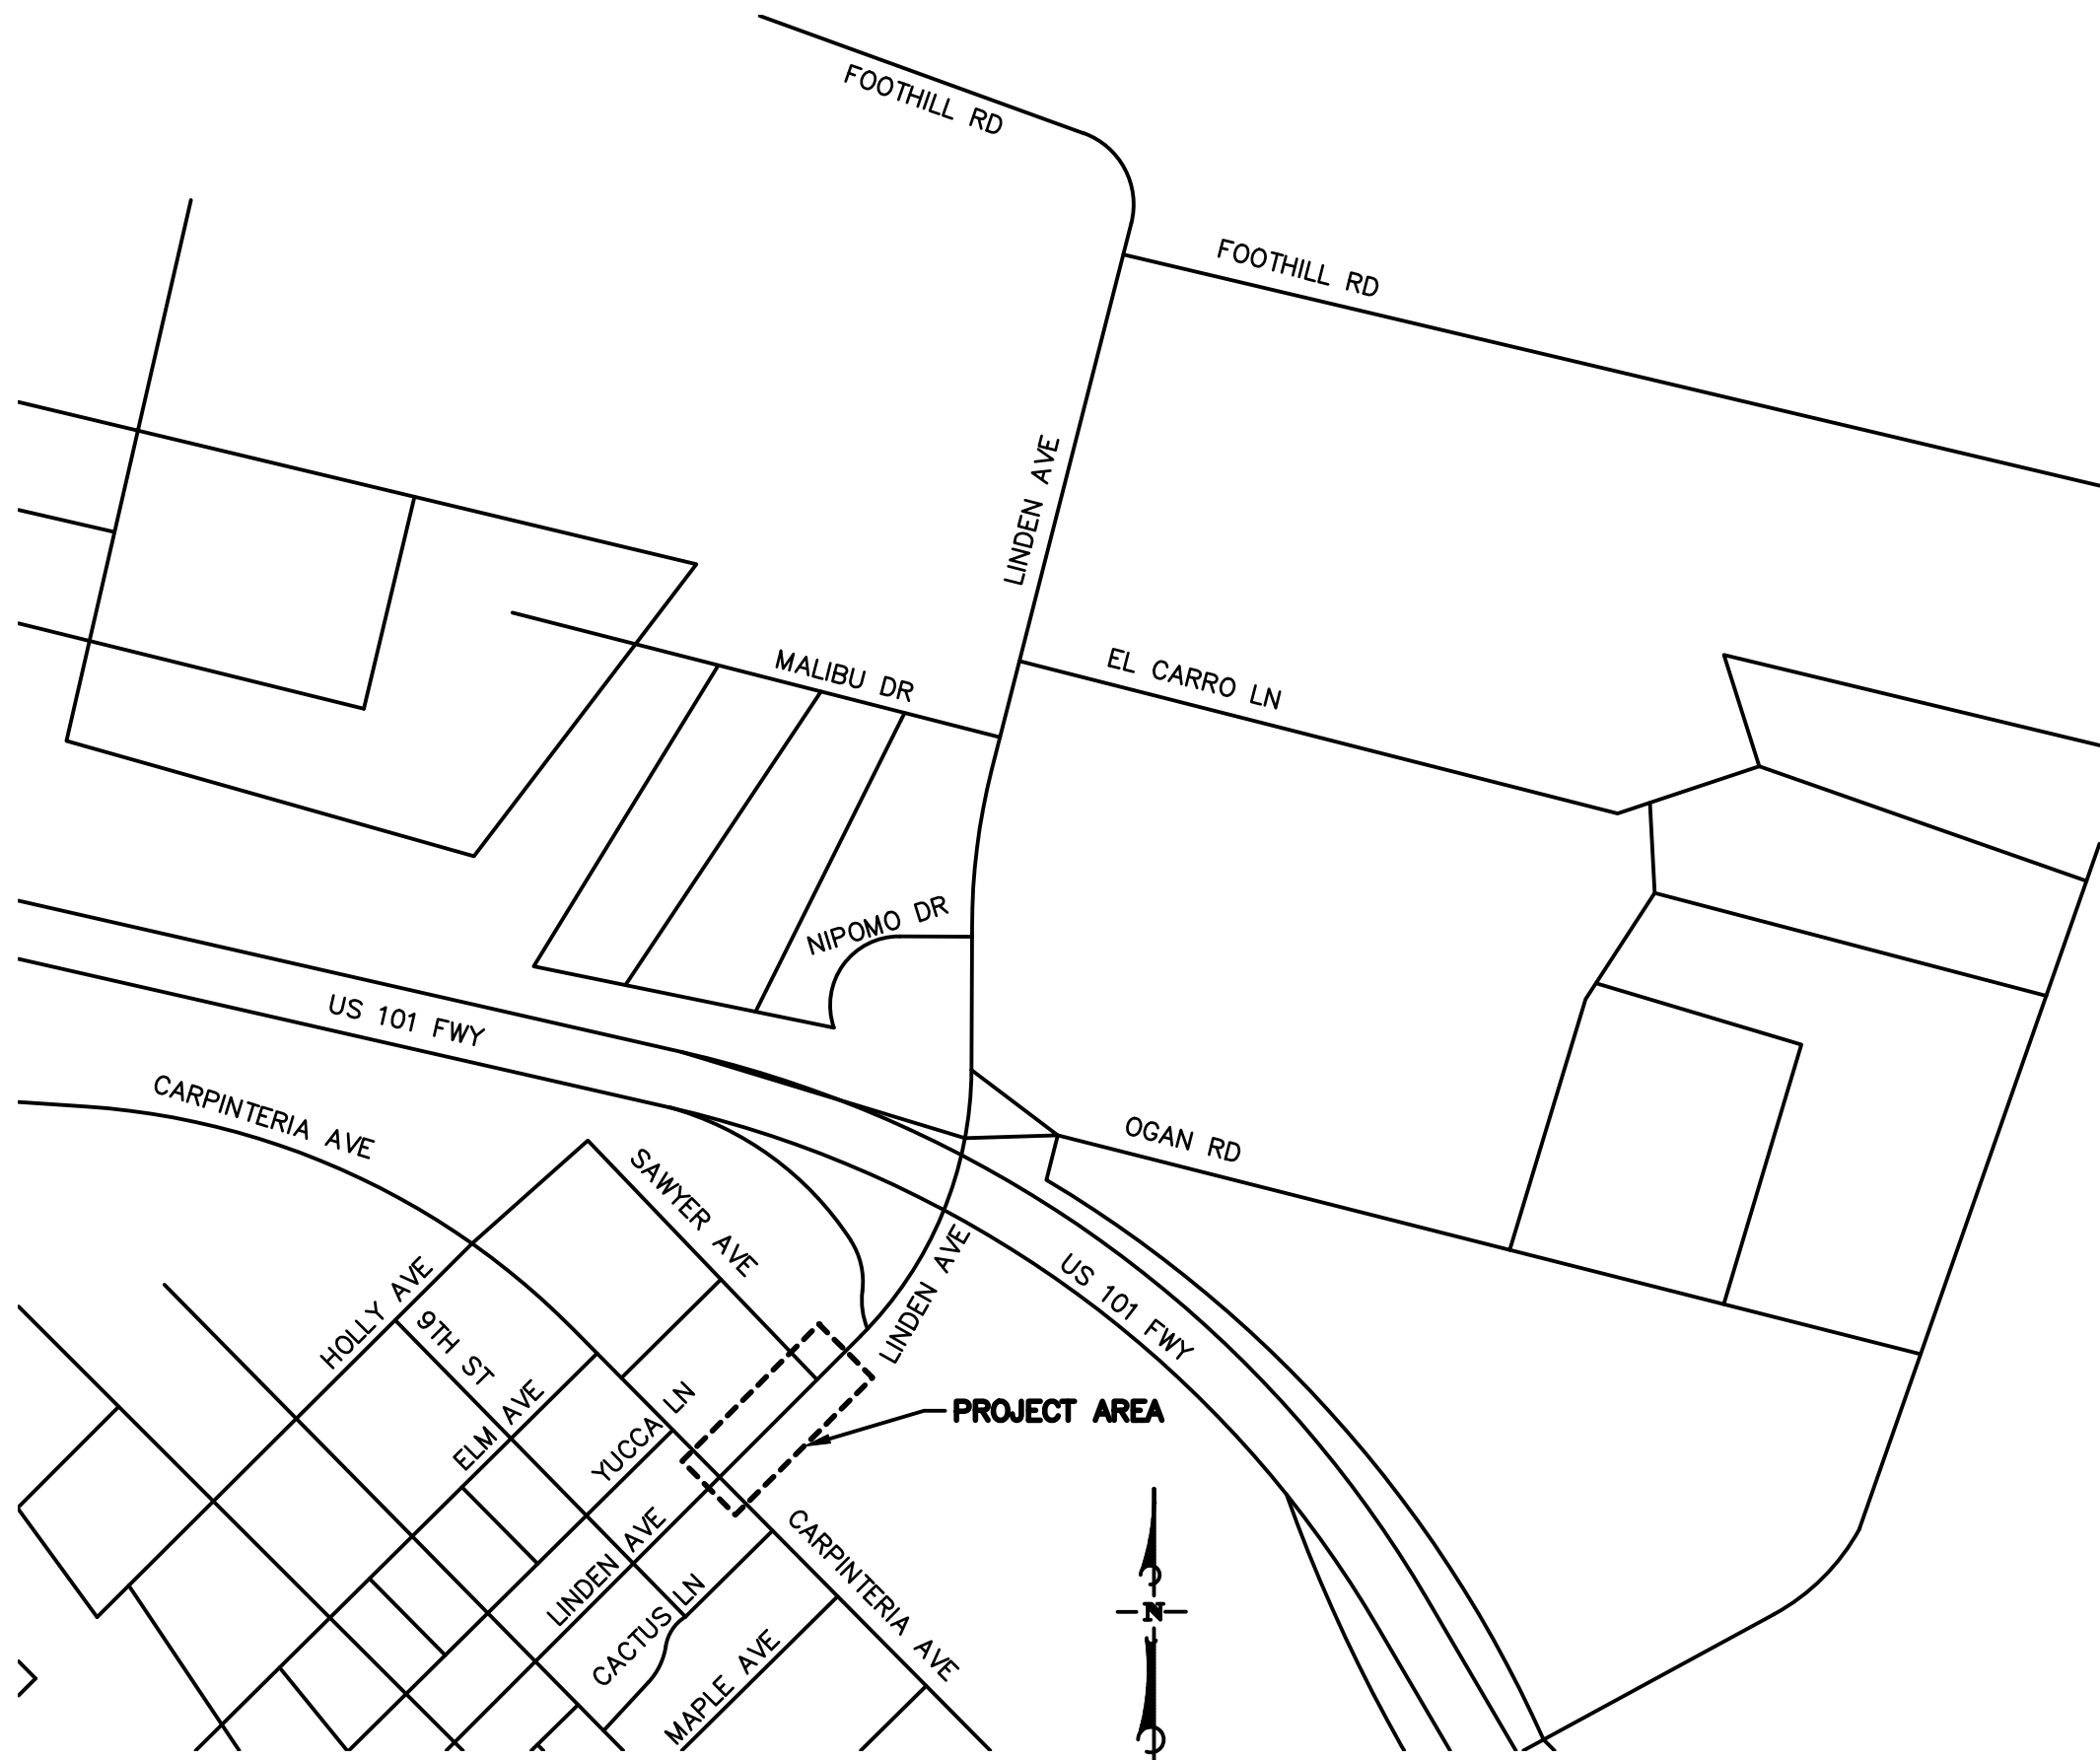 FOOTHILL RD
FOOTHILL RD
LINDEN AVE
MALIBU DR
EL CARRO LN
NIPOMO DR
US 101 FWY
CARPINTERIA AVE
OGAN RD
SAWYER AVE
HOLLY AVE
LINDEN AVE
US 101 FWY
9TH ST
ELM AVE
YUCCA LN
PROJECT AREA
LINDEN AVE
CARPINTERIA AVE
CACTUS LN
MAPLE AVE
N